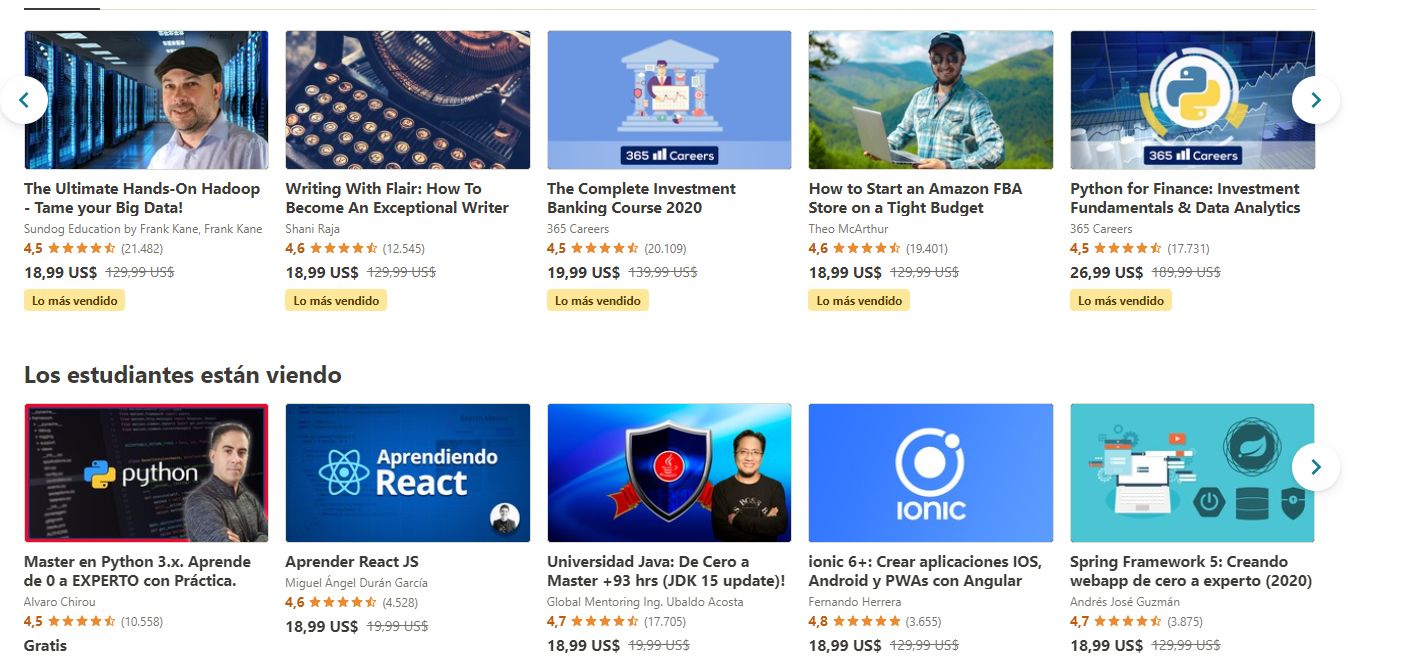 365 Careers
365 Careers
The Ultimate Hands-On Hadoop
- Tame your Big Data!
Sundog Education by Frank Kane, Frank Kane
4,5 (21.482)
18,99 US$ 129,99 US$
Lo más vendido
Writing With Flair: How To
Become An Exceptional Writer
Shani Raja
4,6 (12.545)
18,99 US$ 129,99 US$
Lo más vendido
The Complete Investment
Banking Course 2020
365 Careers
4,5 (20.109)
19,99 US$ 139,99 US$
Lo más vendido
How to Start an Amazon FBA
Store on a Tight Budget
Theo McArthur
4,6 (19.401)
18,99 US$ 129,99 US$
Lo más vendido
Python for Finance: Investment
Fundamentals & Data Analytics
365 Careers
4,5 (17.731)
26,99 US$ 189,99 US$
Lo más vendido
Los estudiantes están viendo
python
Aprendiendo
React
IONIC
Master en Python 3.x. Aprende
de 0 a EXPERTO con Práctica.
Alvaro Chirou
4,5 (10.558)
Gratis
Aprender React JS
Miguel Ángel Durán García
4,6 (4.528)
18,99 US$ 19,99 US$
Universidad Java: De Cero a
Master +93 hrs (JDK 15 update)!
Global Mentoring Ing. Ubaldo Acosta
4,7 (17.705)
18,99 US$ 19,99 US$
ionic 6+: Crear aplicaciones IOS,
Android y PWAs con Angular
Fernando Herrera
4,8 (3.655)
18,99 US$ 129,99 US$
Spring Framework 5: Creando
webapp de cero a experto (2020)
Andrés José Guzmán
4,7 (3.875)
18,99 US$ 129,99 US$